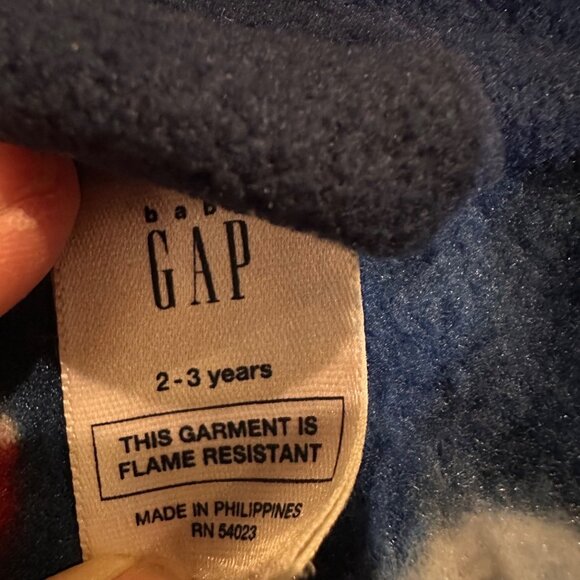 GAP
2-3 years
THIS GARMENT IS
FLAME RESISTANT
MADE IN PHILIPPINES
RN 54023